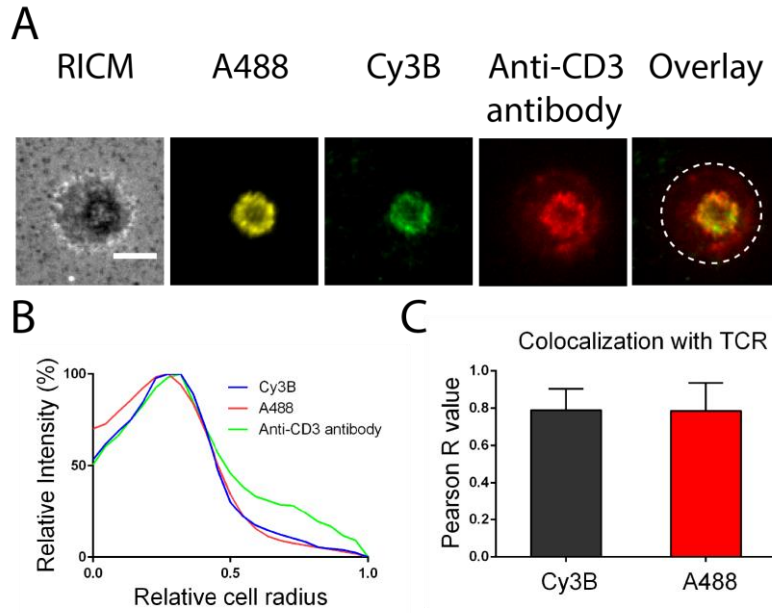 A
RICM A488 Cy3B Anti-CD3 Overlay
antibody
B
C
Colocalization with TCR
Relative Intensity (%)
100
50
0
Cy3B
A488
Anti-CD3 antibody
0.0 0.5 1.0
Relative cell radius
Pearson R value
1.0
0.8
0.6
0.4
0.2
0.0
Cy3B A488